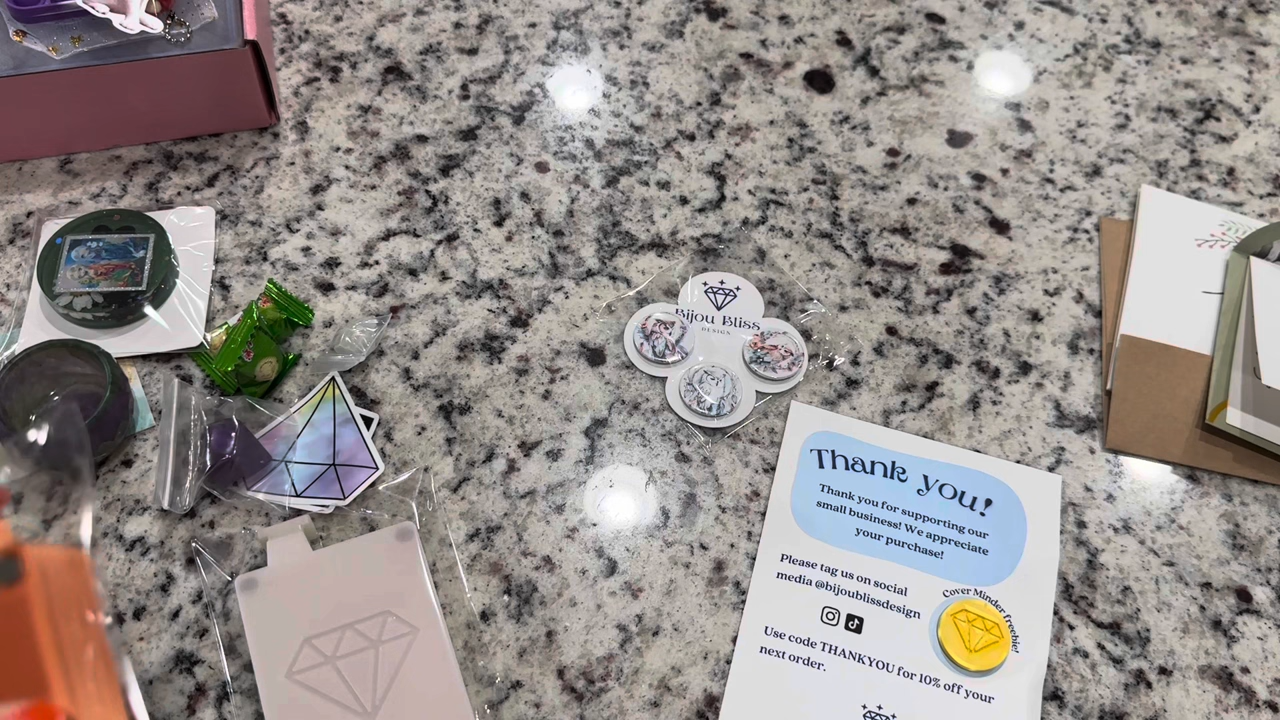 Bijou Bliss
DESIGN
Thank you!
Thank you for supporting our
small business! We appreciate
your purchase!
Please tag us on social
media @bijoublissdesign
Cover Minder freebie!
Use code THANKYOU for 10% off your
next order.